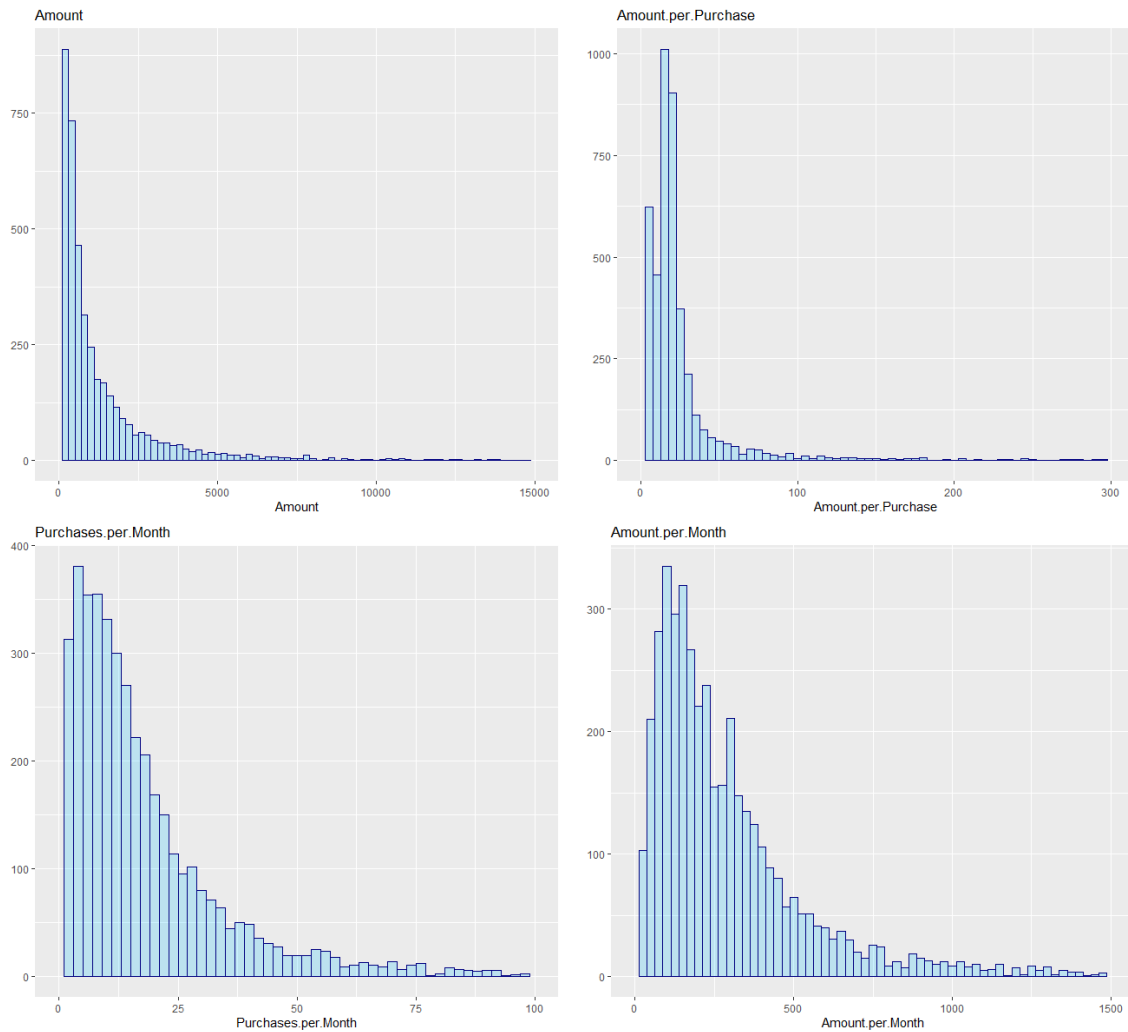 Amount
750
500
250
0
0 5000 10000 15000
Amount
Amount.per.Purchase
1000
750
500
250
0
0 100 200 300
Amount.per.Purchase
Purchases.per.Month
400
300
200
100
0
0 25 50 75 100
Purchases.per.Month
Amount.per.Month
300
200
100
0
0 500 1000 1500
Amount.per.Month